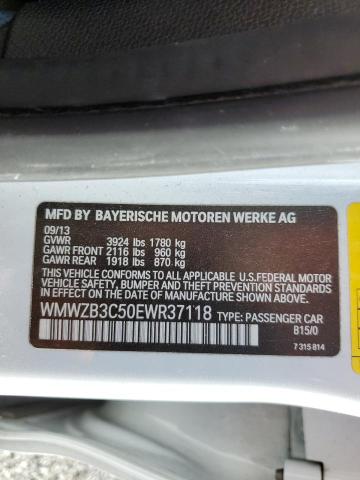 MFD BY BAYERISCHE MOTOREN WERKE AG
09/13
GVWR 3924 lbs 1780 kg
GAWR FRONT 2116 lbs 960 kg
GAWR REAR 1918 lbs 870 kg
THIS VEHICLE CONFORMS TO ALL APPLICABLE U.S.FEDERAL MOTOR
VEHICLE SAFETY, BUMPER AND THEFT PREVENTION STANDARDS IN
EFFECT ON THE DATE OF MANUFACTURE SHOWN ABOVE.
WMWZB3C50EWR37118 TYPE: PASSENGER CAR
B15/0
7 315 814